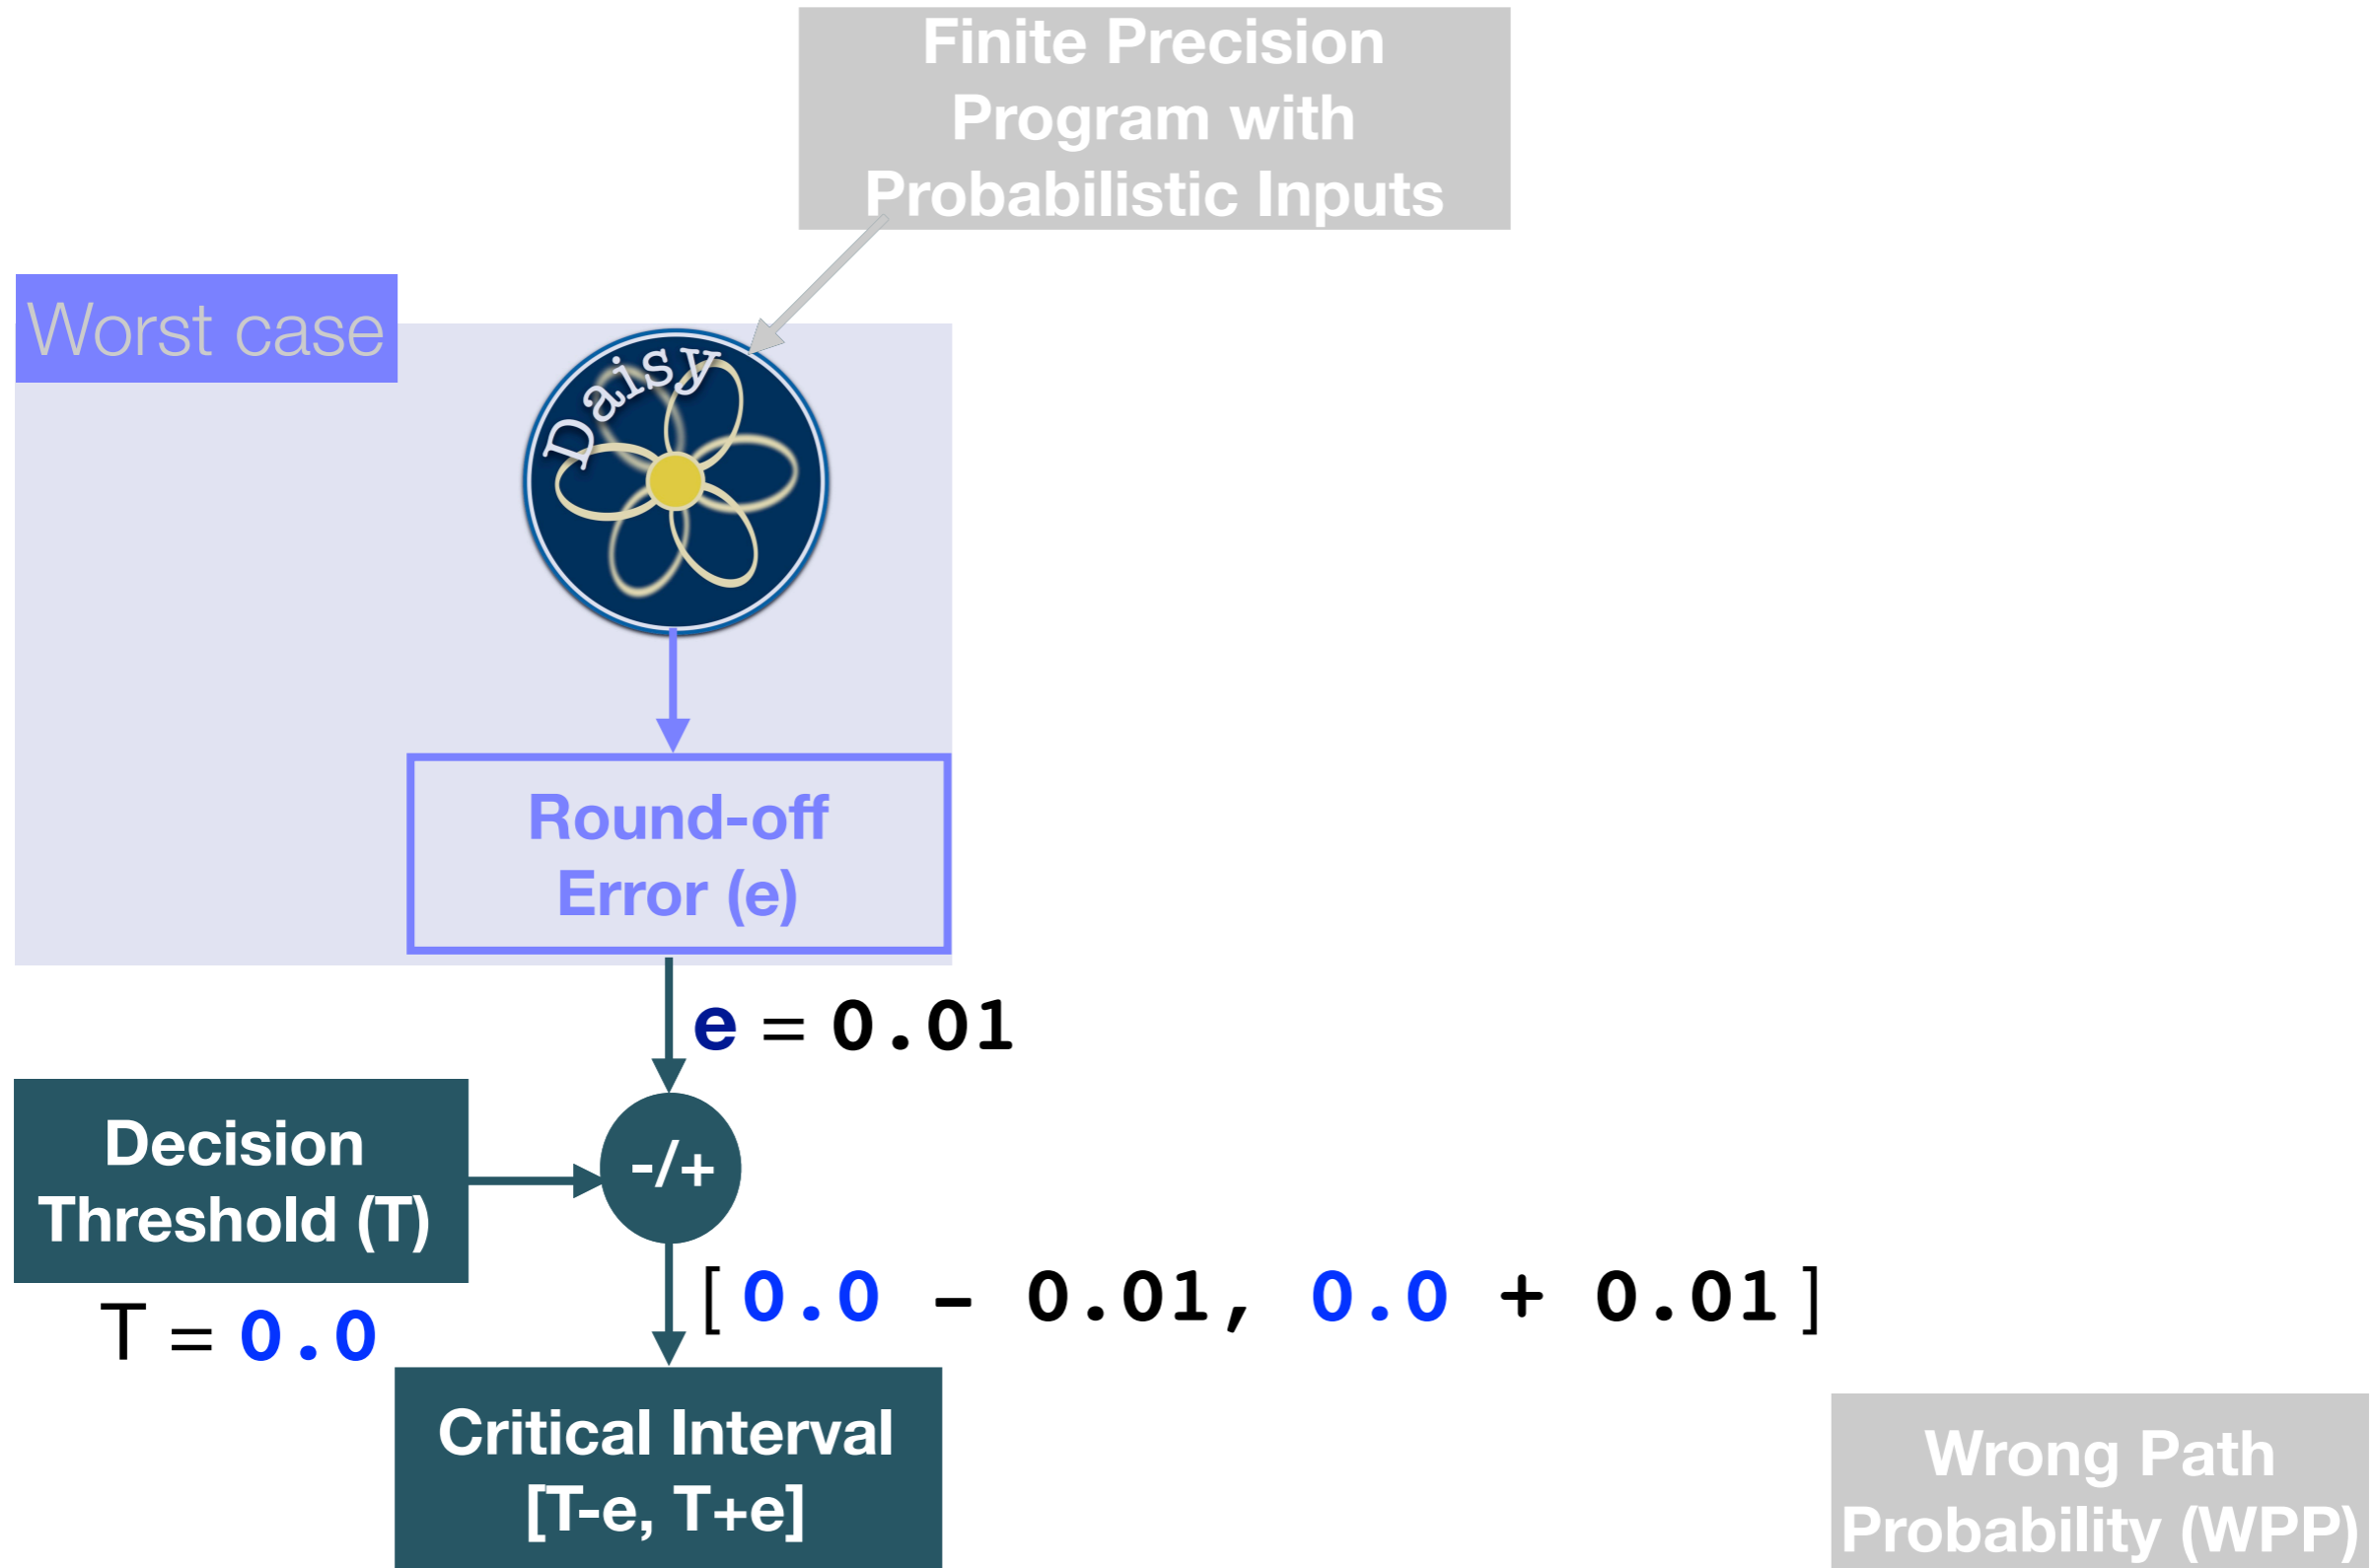 Finite Precision
Program with
Probabilistic Inputs
Worst case
Daisy
Round-off
Error (e)
e = 0.01
Decision
Threshold (T)
-/+
T = 0.0
[0.0 - 0.01, 0.0 + 0.01]
Critical Interval
[T-e, T+e]
Wrong Path
Probability (WPP)